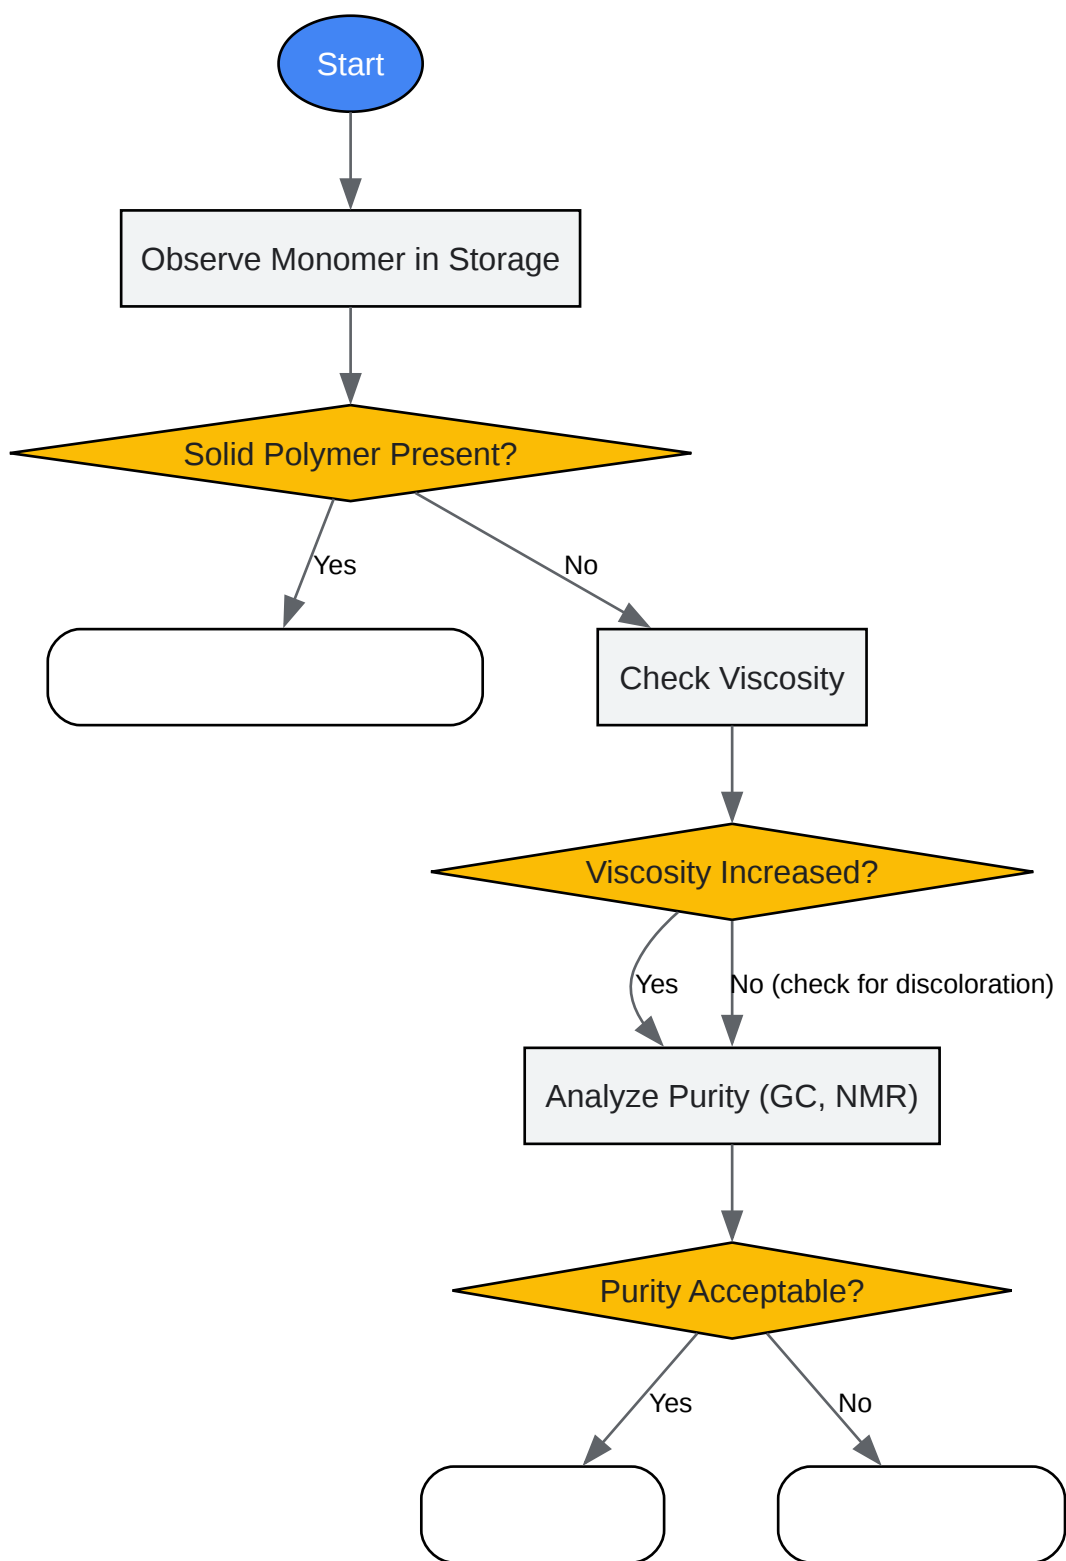 Start
Observe Monomer in Storage
Solid Polymer Present?
Yes
No
Check Viscosity
Viscosity Increased?
Yes
No (check for discoloration)
Analyze Purity (GC, NMR)
Purity Acceptable?
Yes
No